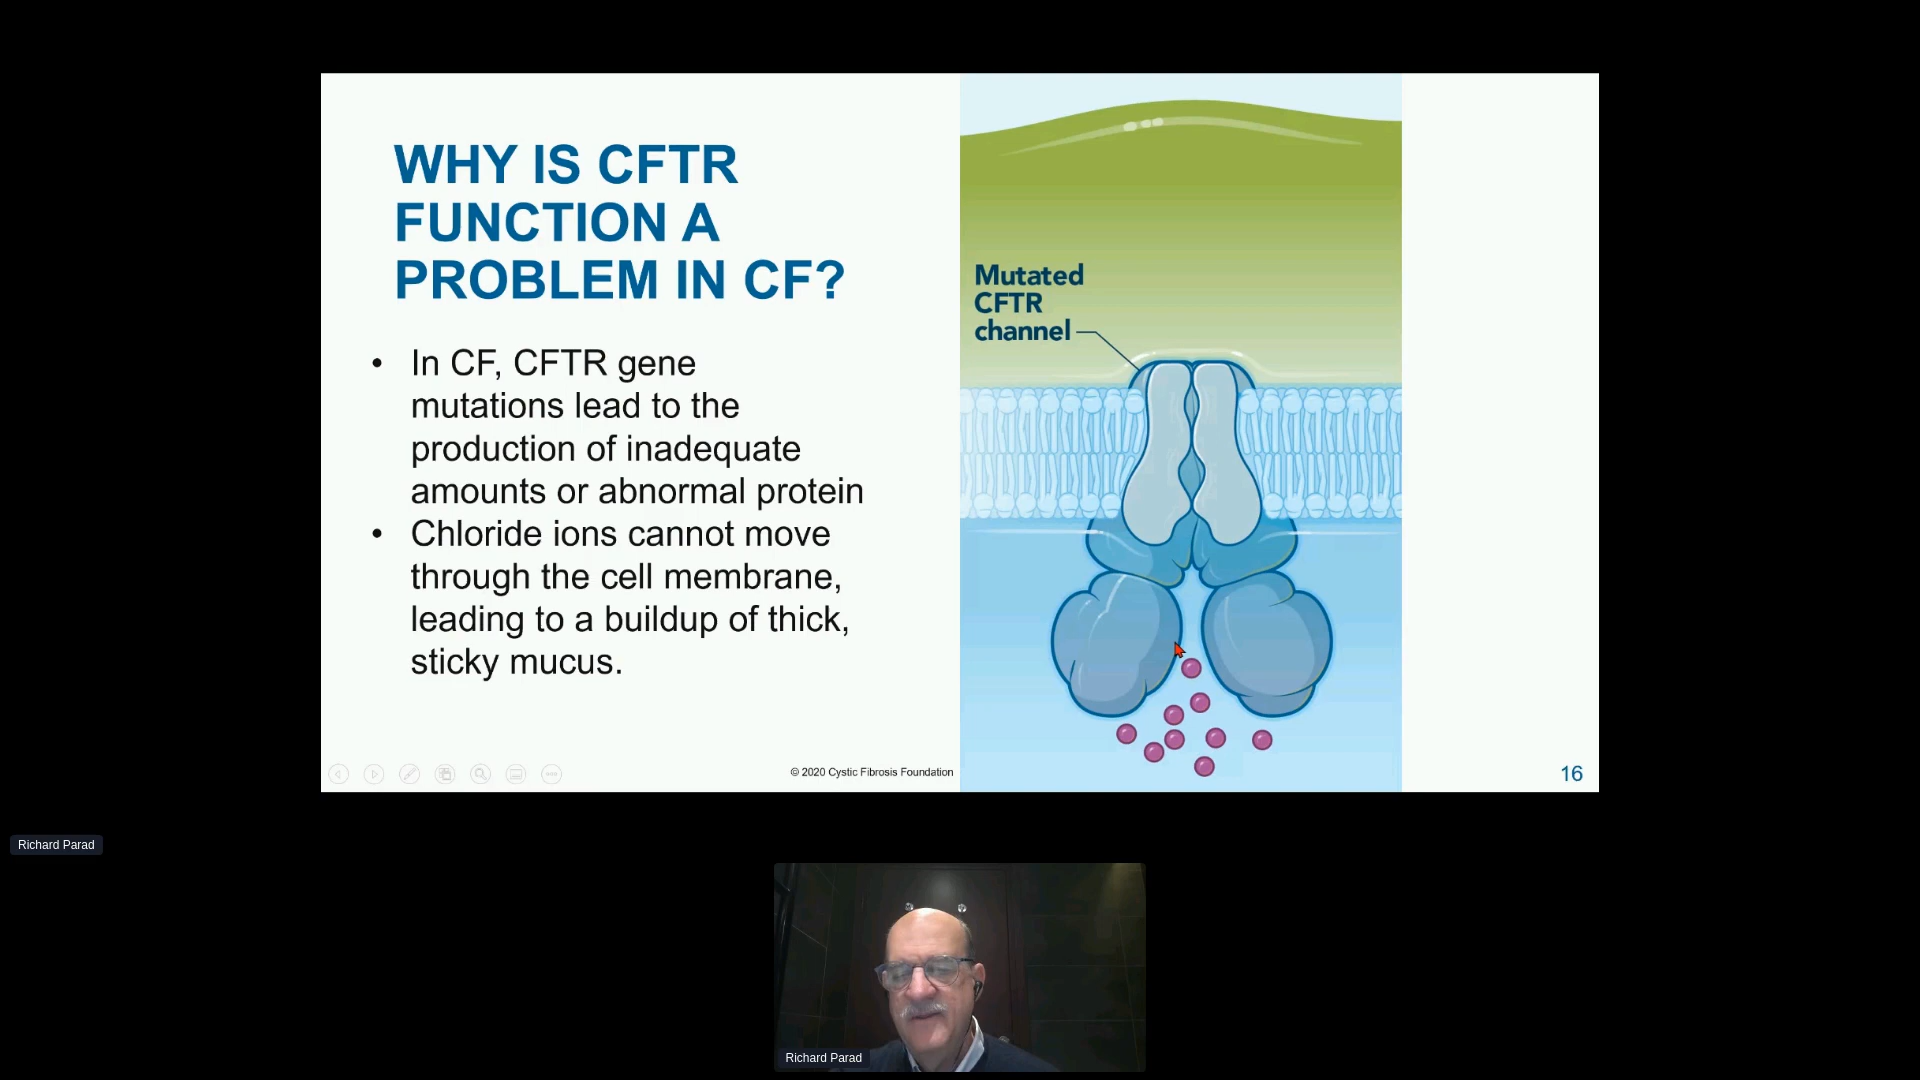 WHY IS CFTR
FUNCTION A
PROBLEM IN CF?
• In CF, CFTR gene
mutations lead to the
production of inadequate
amounts or abnormal protein
• Chloride ions cannot move
through the cell membrane,
leading to a buildup of thick,
sticky mucus.
Mutated
CFTR
channel
© 2020 Cystic Fibrosis Foundation
16
Richard Parad
Richard Parad